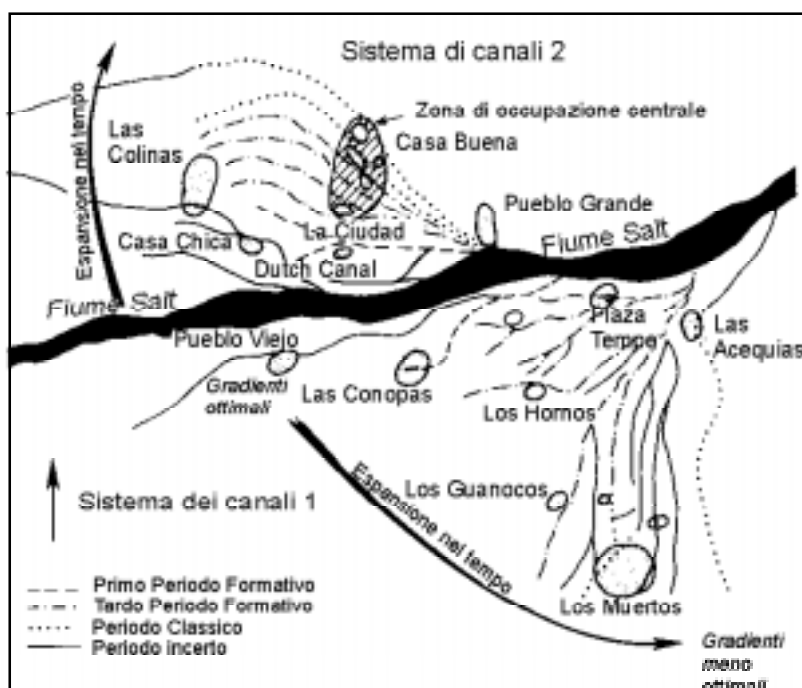 Sistema di canali 2
Espansione nel tempo
Zona di occupazione centrale
Las
Colinas
Casa Buena
Pueblo Grande
Casa Chica
La Ciudad
Fiume Salt
Dutch Canal
Fiume Salt
Pueblo Viejo
Plaza
Tempe
Las
Acequias
Gradienti
ottimali
Las Conopas
Los Hornos
Espansione nel tempo
Los Guanocos
α
Sistema dei canali 1
Los Muertos
Primo Periodo Formativo
Tardo Periodo Formativo
Periodo Classico
Periodo incerto
Gradienti
meno
ottimali